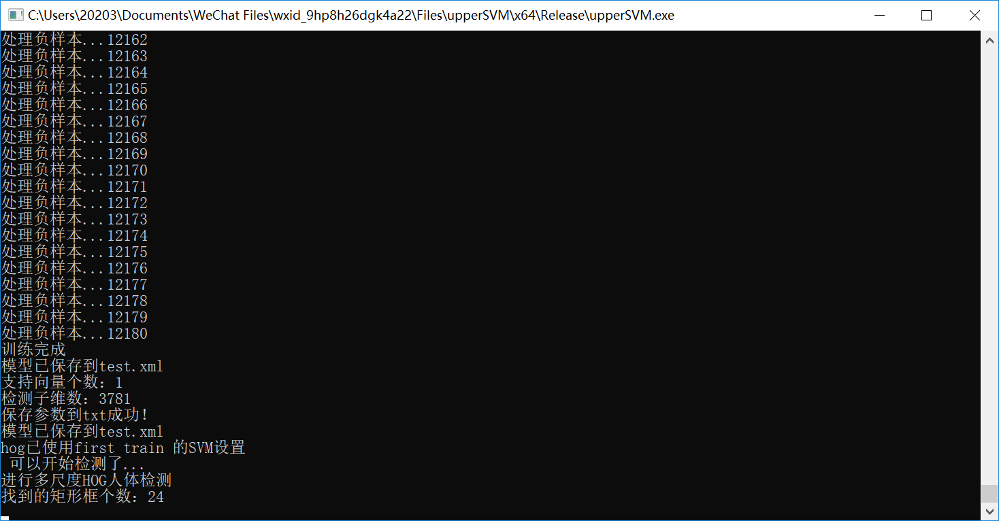 C:\Users\20203\Documents\WeChat Files\wxid_9hp8h26dgk4a22\Files\upperSVM\x64\Release\upperSVM.exe
处理负样本...12162
处理负样本...12163
处理负样本...12164
处理负样本...12165
处理负样本...12166
处理负样本...12167
处理负样本...12168
处理负样本...12169
处理负样本...12170
处理负样本...12171
处理负样本...12172
处理负样本...12173
处理负样本...12174
处理负样本...12175
处理负样本...12176
处理负样本...12177
处理负样本...12178
处理负样本...12179
处理负样本...12180
训练完成
模型已保存到test.xml
支持向量个数：1
检测子维数：3781
保存参数到txt成功!
模型已保存到test.xml
hog已使用first train 的SVM设置
可以开始检测了...
进行多尺度HOG人体检测
找到的矩形框个数：24